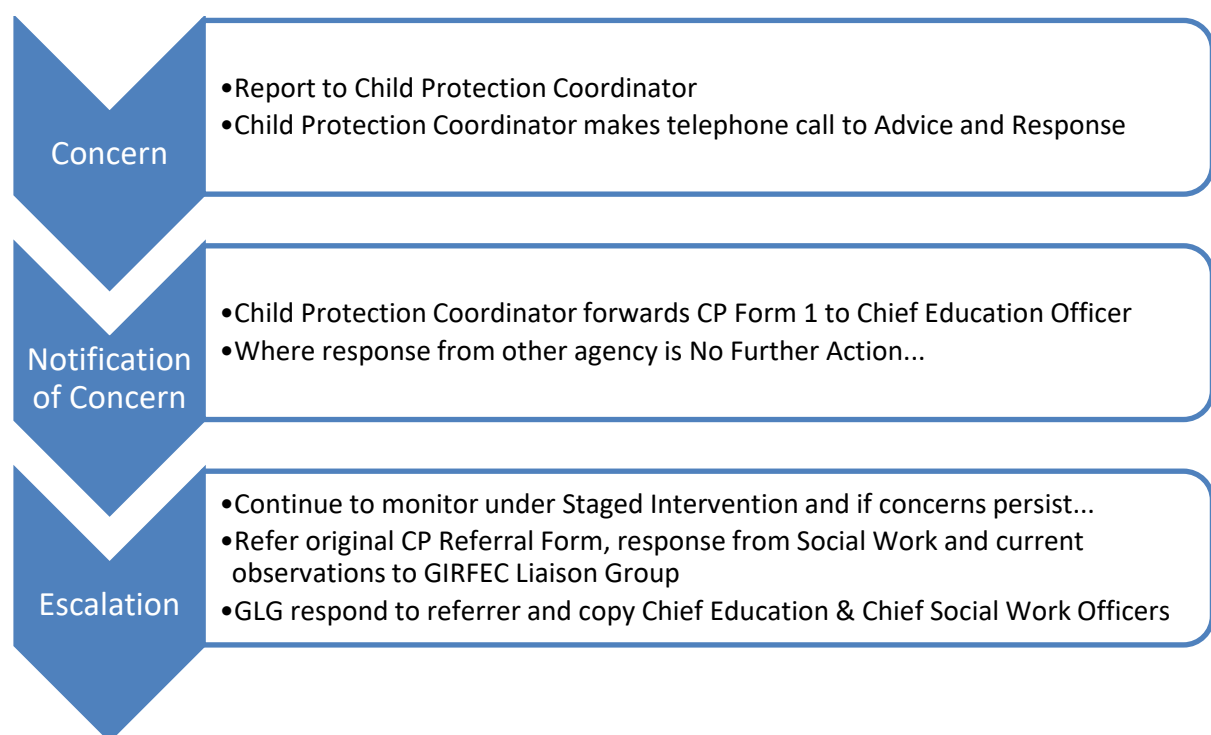 Concern
•Report to Child Protection Coordinator
•Child Protection Coordinator makes telephone call to Advice and Response
Notification
of Concern
•Child Protection Coordinator forwards CP Form 1 to Chief Education Officer
•Where response from other agency is No Further Action...
Escalation
•Continue to monitor under Staged Intervention and if concerns persist...
•Refer original CP Referral Form, response from Social Work and current
observations to GIRFEC Liaison Group
•GLG respond to referrer and copy Chief Education & Chief Social Work Officers